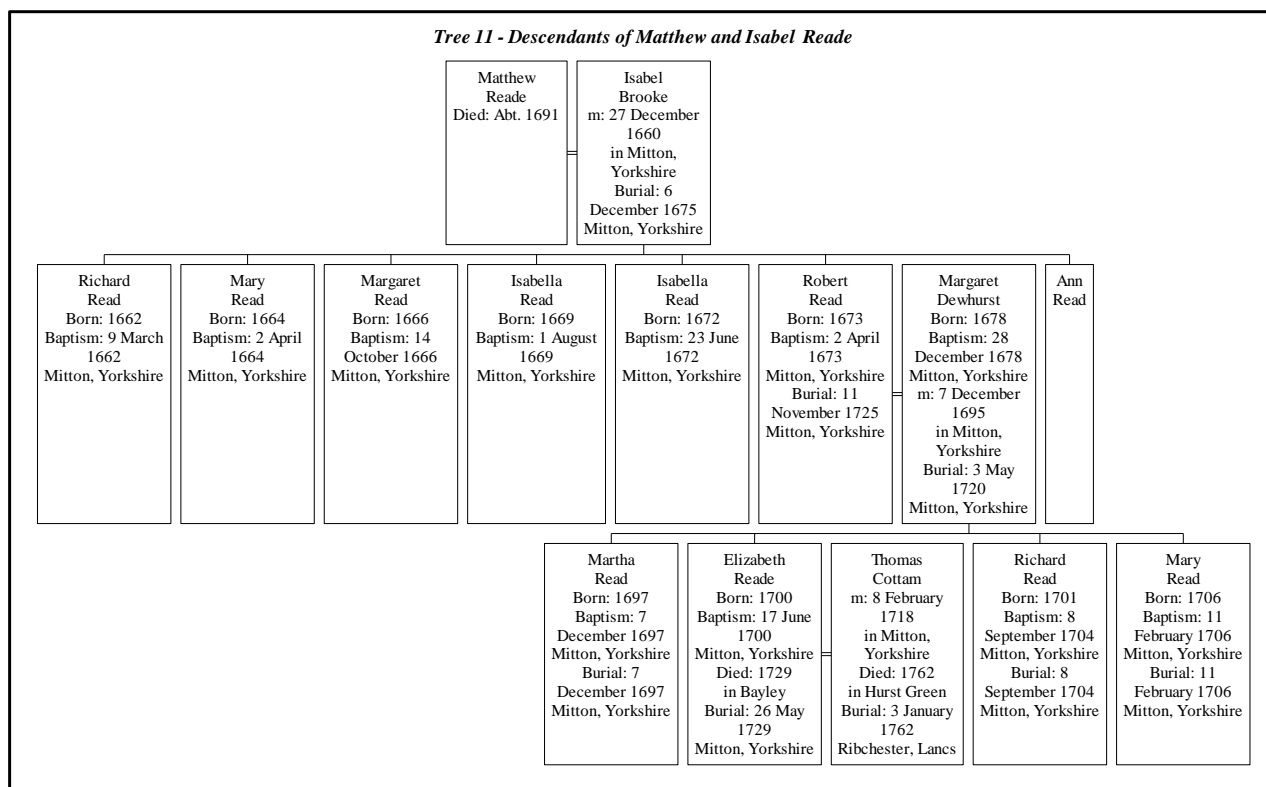 Tree 11 - Descendants of Matthew and Isabel Reade
Matthew
Reade
Died: Abt. 1691
Isabel
Brooke
m: 27 December
1660
in Mitton,
Yorkshire
Burial: 6
December 1675
Mitton, Yorkshire
Richard
Read
Born: 1662
Baptism: 9 March
1662
Mitton, Yorkshire
Mary
Read
Born: 1664
Baptism: 2 April
1664
Mitton, Yorkshire
Margaret
Read
Born: 1666
Baptism: 14
October 1666
Mitton, Yorkshire
Isabella
Read
Born: 1669
Baptism: 1 August
1669
Mitton, Yorkshire
Isabella
Read
Born: 1672
Baptism: 23 June
1672
Mitton, Yorkshire
Robert
Read
Born: 1673
Baptism: 2 April
1673
Mitton, Yorkshire
Burial: 11
November 1725
Mitton, Yorkshire
Margaret
Dewhurst
Born: 1678
Baptism: 28
December 1678
Mitton, Yorkshire
m: 7 December
1695
in Mitton,
Yorkshire
Burial: 3 May
1720
Mitton, Yorkshire
Ann
Read
Martha
Read
Born: 1697
Baptism: 7
December 1697
Mitton, Yorkshire
Burial: 7
December 1697
Mitton, Yorkshire
Elizabeth
Reade
Born: 1700
Baptism: 17 June
1700
Mitton, Yorkshire
Died: 1729
in Bayley
Burial: 26 May
1729
Mitton, Yorkshire
Thomas
Cottam
m: 8 February
1718
in Mitton,
Yorkshire
Died: 1762
in Hurst Green
Burial: 3 January
1762
Ribchester, Lancs
Richard
Read
Born: 1701
Baptism: 8
September 1704
Mitton, Yorkshire
Burial: 8
September 1704
Mitton, Yorkshire
Mary
Read
Born: 1706
Baptism: 11
February 1706
Mitton, Yorkshire
Burial: 11
February 1706
Mitton, Yorkshire